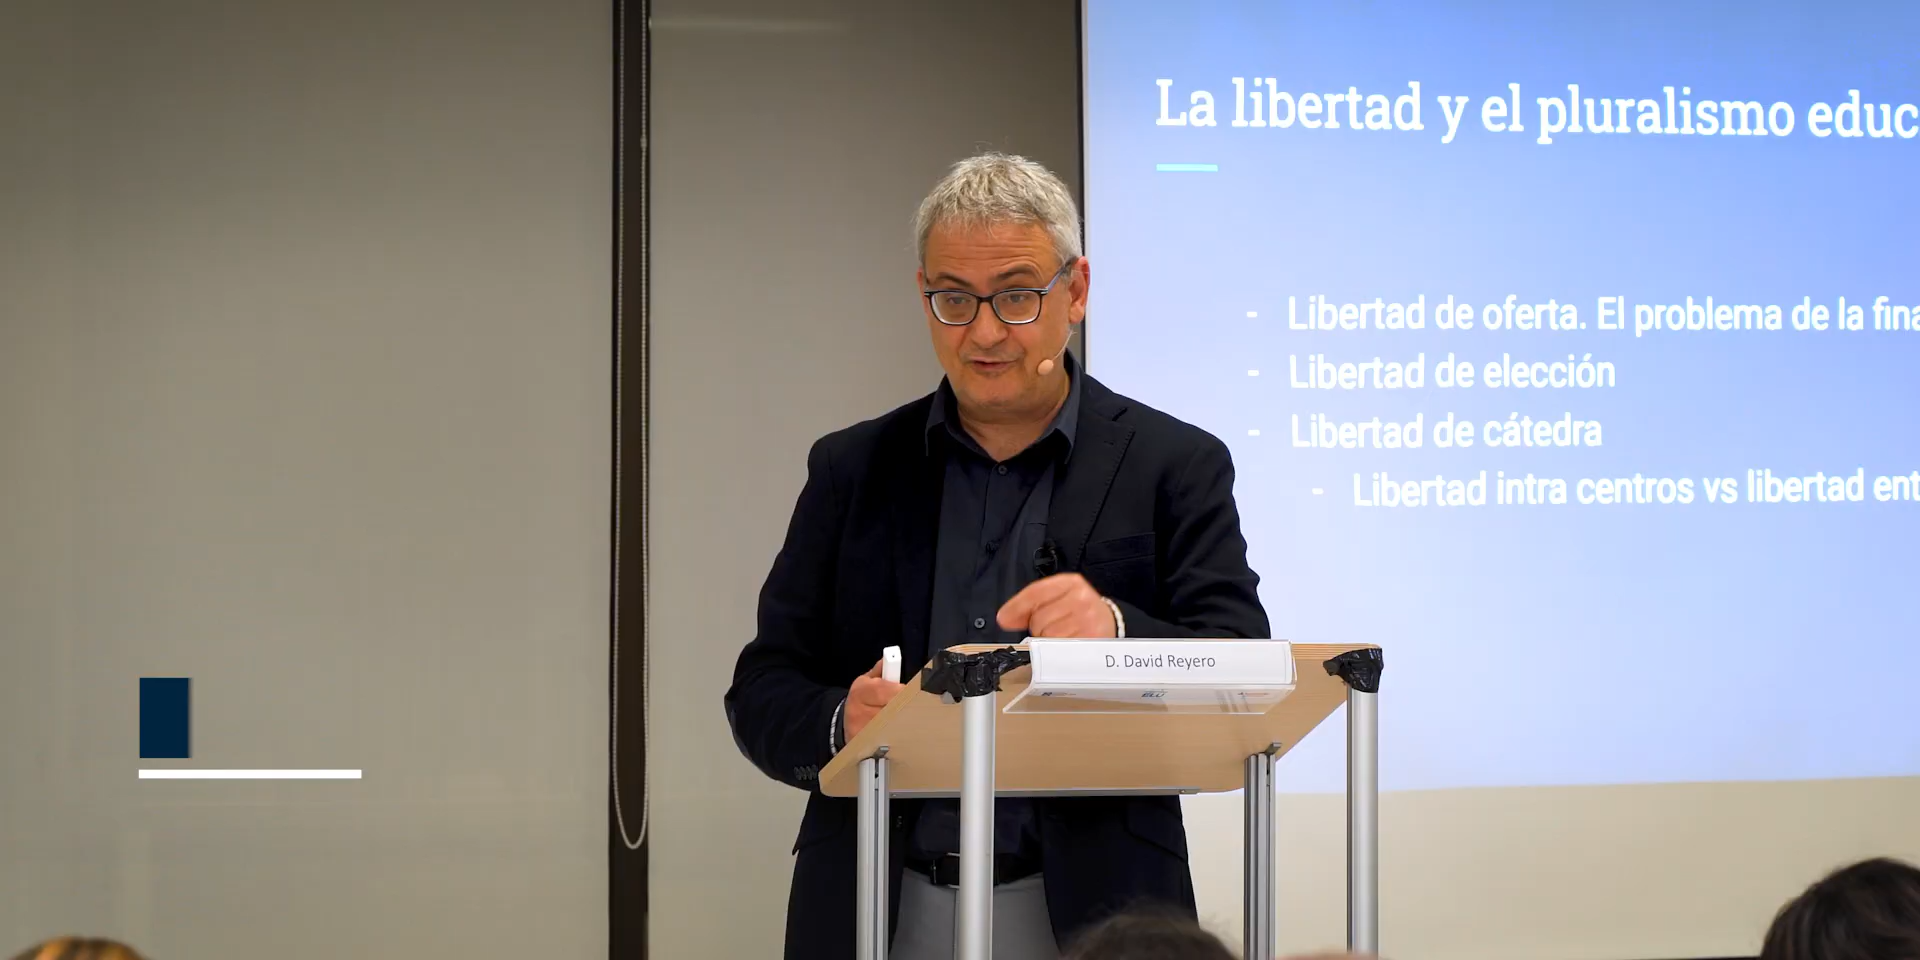 La libertad y el pluralismo educ
- Libertad de oferta. El problema de la fina
- Libertad de elección
- Libertad de cátedra
- Libertad intra centros vs libertad ent
D. David Reyero
ELU